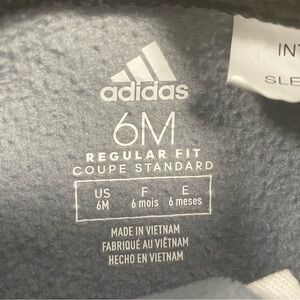 adidas
6M
REGULAR FIT
COUPE STANDARD
US F E
6M 6 mois 6 meses
MADE IN VIETNAM
FABRIQUÉ AU VIÊTNAM
HECHO EN VIETNAM
INT
SLE